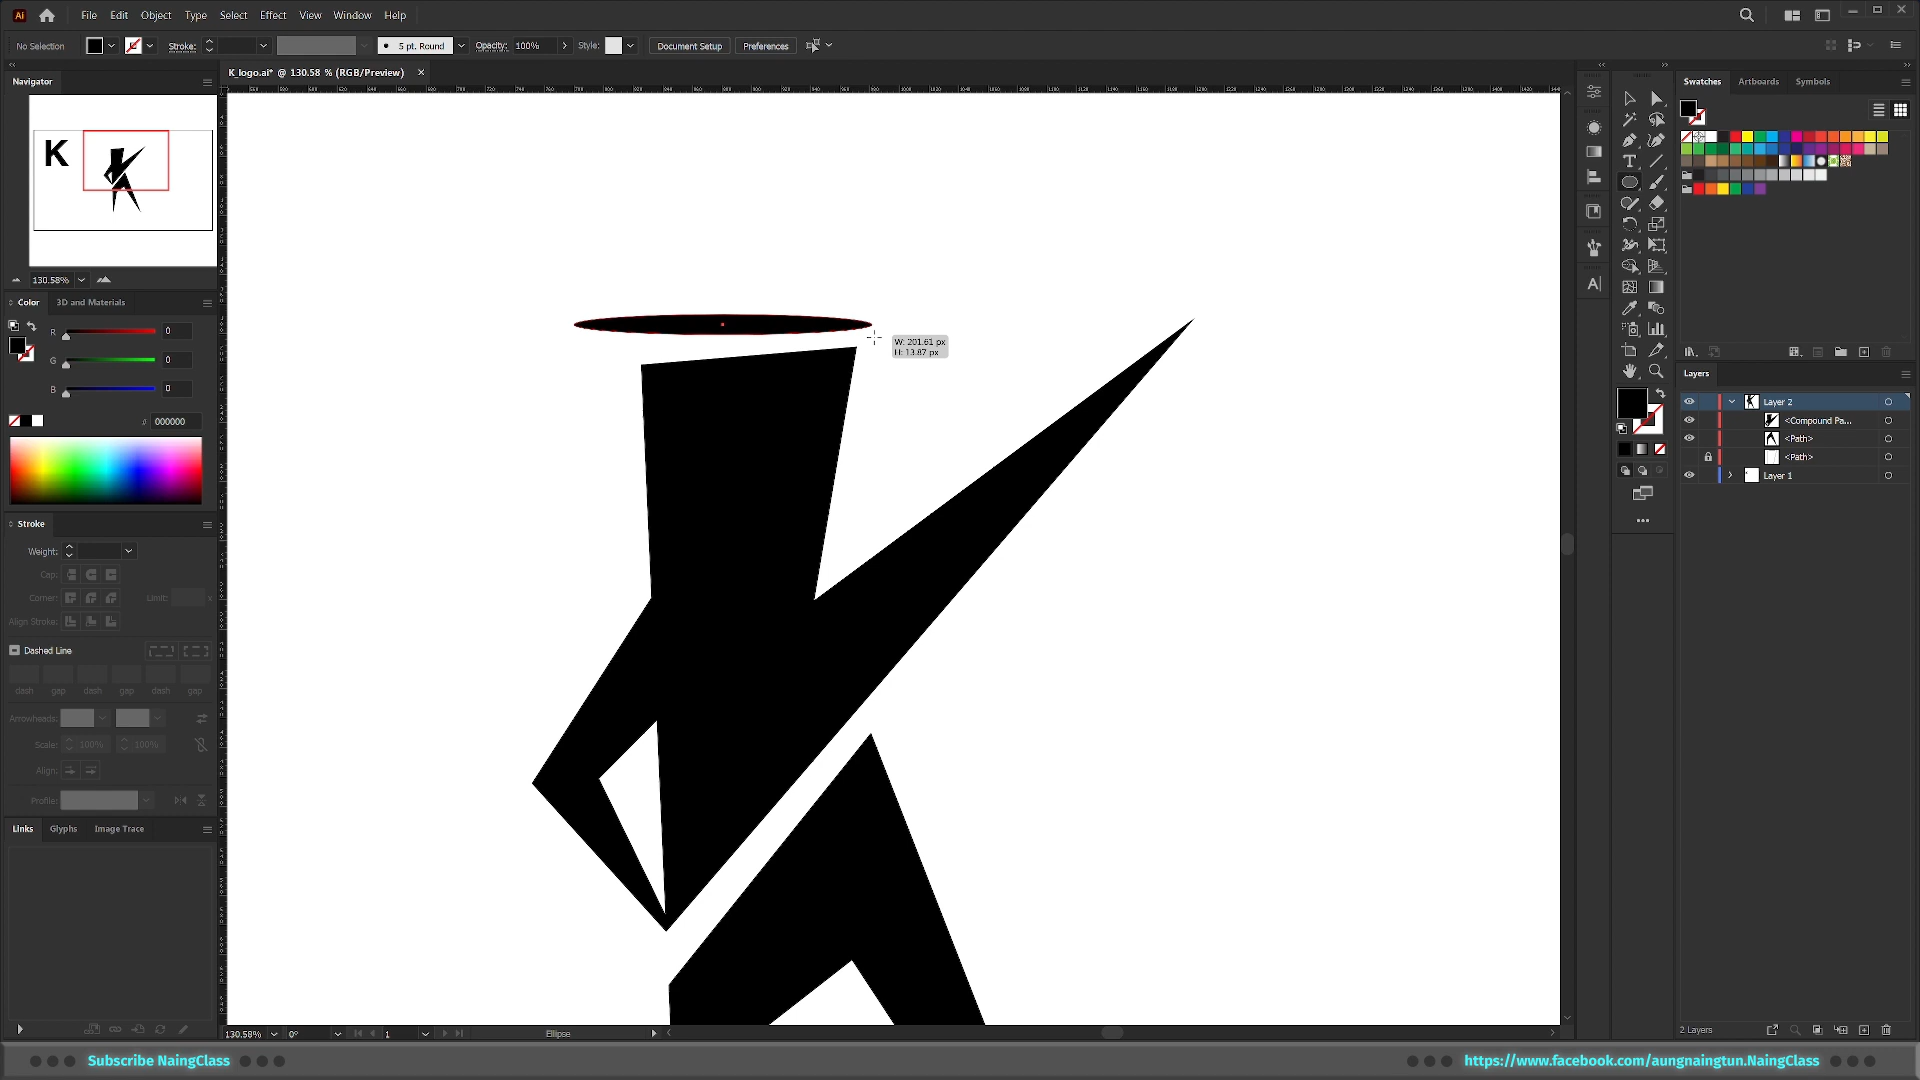 Ai File Edit Object Type Select Effect View Window Help
No Selection Stroke: 5 pt. Round Opacity: 100% Style: Document Setup Preferences
Navigator
K_logo.ai* @ 130.58 % (RGB/Preview)
K
130.58%
Color 3D and Materials
R 0
G 0
B 0
# 000000
Stroke
Weight:
Cap:
Corner: Limit: x
Align Stroke:
Dashed Line
dash gap dash gap dash gap
Arrowheads:
Scale: 100% 100%
Align:
Profile:
Links Glyphs Image Trace
W: 201.61 px
H: 13.87 px
130.58% 0° 1 Ellipse
Swatches Artboards Symbols
Layers
Layer 2
<Compound Pa...
<Path>
<Path>
Layer 1
2 Layers
Subscribe NaingClass
https://www.facebook.com/aungnaingtun.NaingClass